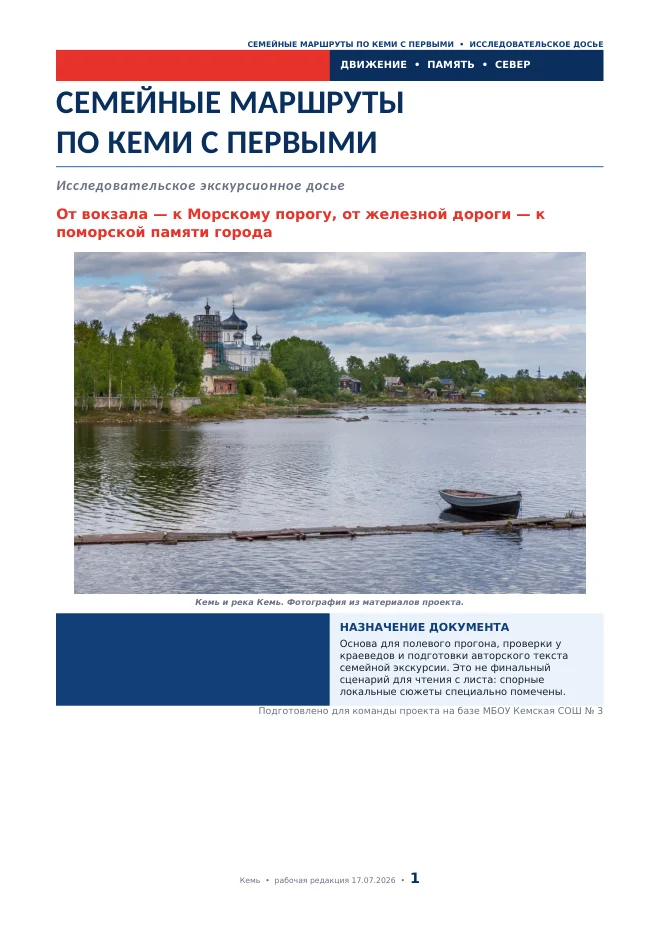 СЕМЕЙНЫЕ МАРШРУТЫ ПО КЕМИ С ПЕРВЫМИ • ИССЛЕДОВАТЕЛЬСКОЕ ДОСЬЕ
ДВИЖЕНИЕ • ПАМЯТЬ • СЕВЕР
СЕМЕЙНЫЕ МАРШРУТЫ
ПО КЕМИ С ПЕРВЫМИ
Исследовательское экскурсионное досье
От вокзала — к Морскому порогу, от железной дороги — к
поморской памяти города
Кемь и река Кемь. Фотография из материалов проекта.
НАЗНАЧЕНИЕ ДОКУМЕНТА
Основа для полевого прогона, проверки у
краеведов и подготовки авторского текста
семейной экскурсии. Это не финальный
сценарий для чтения с листа: спорные
локальные сюжеты специально помечены.
Подготовлено для команды проекта на базе МБОУ Кемская СОШ № 3
Кемь • рабочая редакция 17.07.2026 • 1